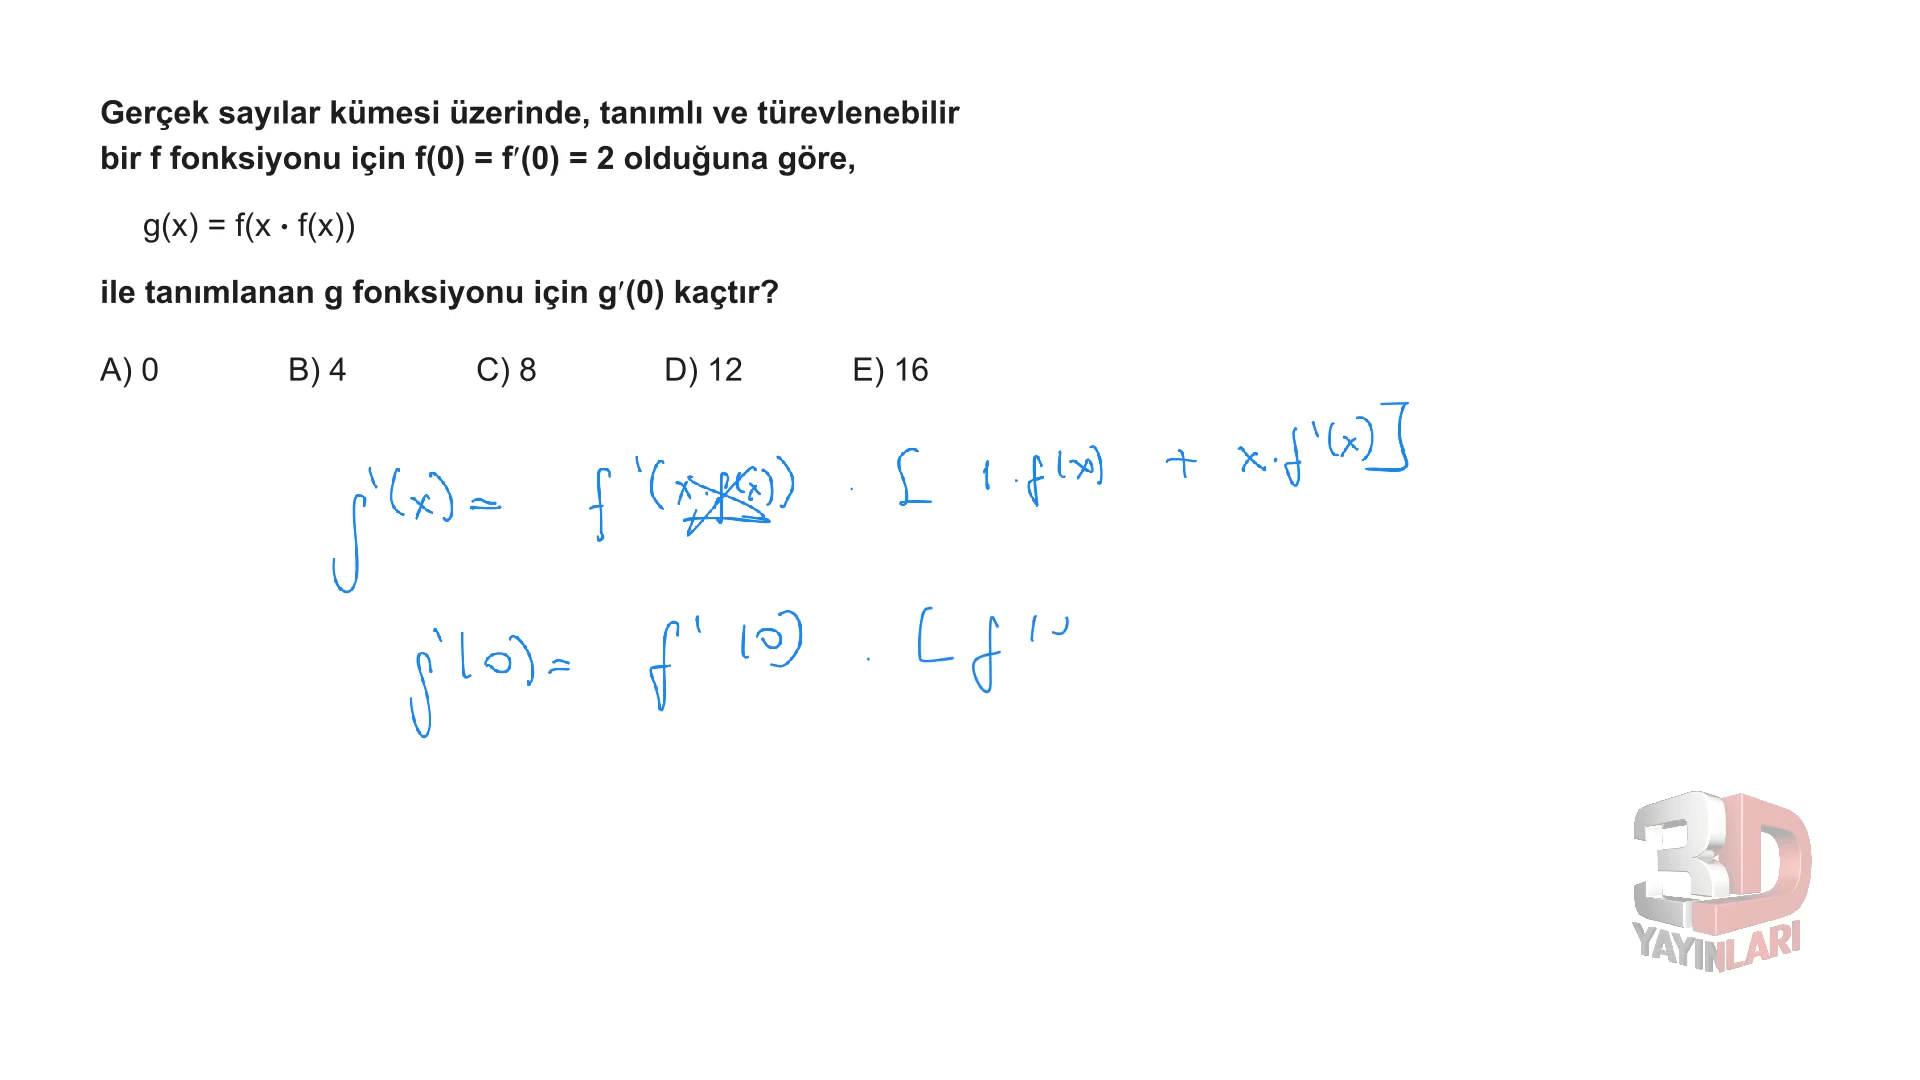 Gerçek sayılar kümesi üzerinde, tanımlı ve türevlenebilir
bir f fonksiyonu için f(0) = f′(0) = 2 olduğuna göre,
g(x) = f(x · f(x))
ile tanımlanan g fonksiyonu için g′(0) kaçtır?
A) 0 B) 4 C) 8 D) 12 E) 16
g'(x) = f'(x.f(x)) . [ 1.f(x) + x.f'(x)]
g'(0) = f'(0) . [ f
3D
YAYINLARI